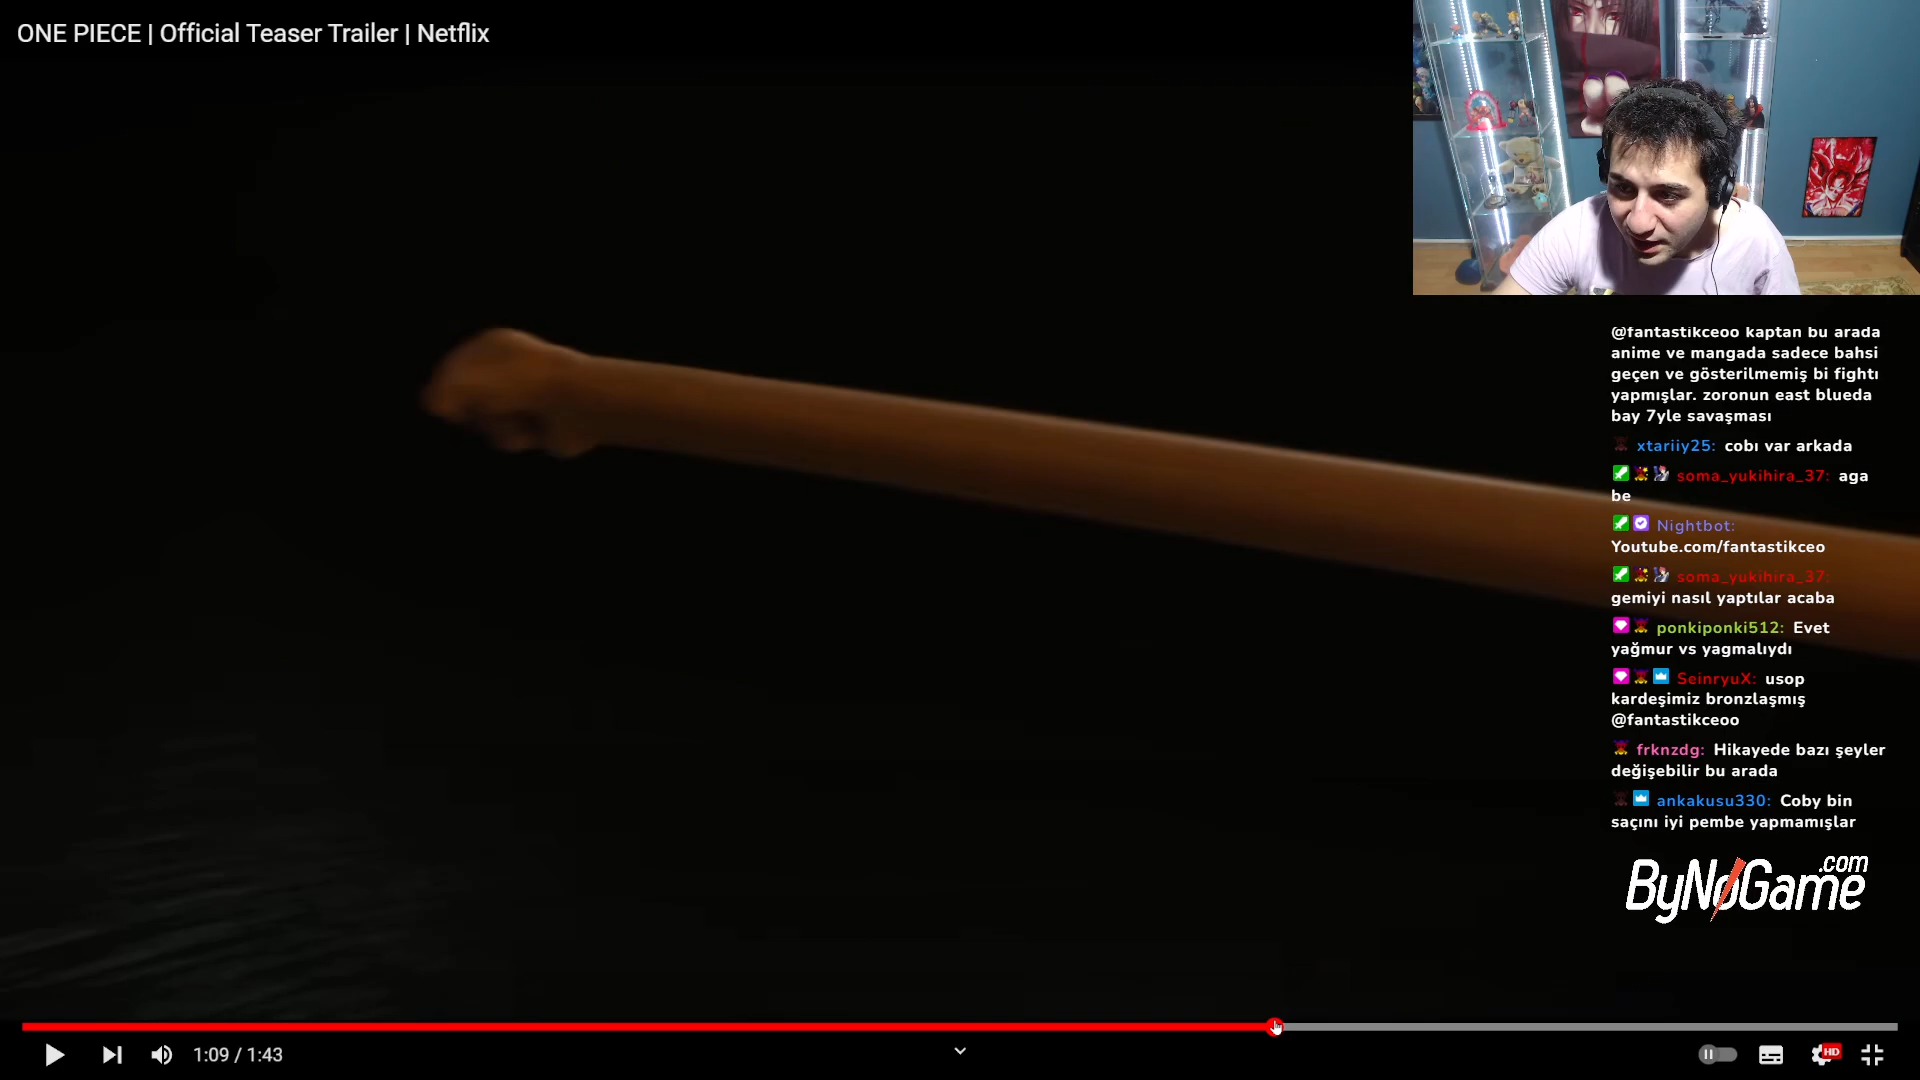 ONE PIECE | Official Teaser Trailer | Netflix
@fantastikceoo kaptan bu arada
anime ve mangada sadece bahsi
geçen ve gösterilmemiş bi fightı
yapmışlar. zoronun east blueda
bay 7yle savaşması
xtariiy25: cobı var arkada
soma_yukihira_37: aga
be
Nightbot:
Youtube.com/fantastikceo
soma_yukihira_37:
gemiyi nasıl yaptılar acaba
ponkiponki512: Evet
yağmur vs yagmalıydı
SeinryuX: usop
kardeşimiz bronzlaşmış
@fantastikceoo
frknzdg: Hikayede bazı şeyler
değişebilir bu arada
ankakusu330: Coby bin
saçını iyi pembe yapmamışlar
ByNoGame.com
1:09 / 1:43
HD